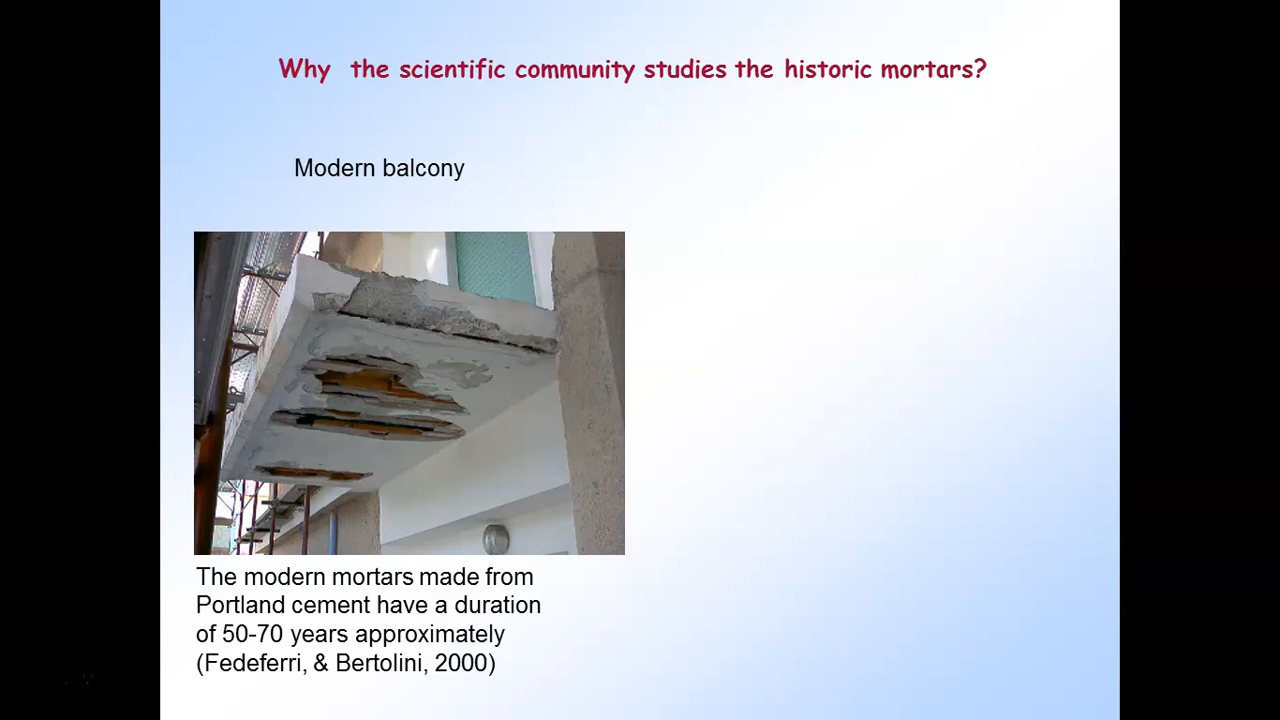 Why the scientific community studies the historic mortars?
Modern balcony
The modern mortars made from
Portland cement have a duration
of 50-70 years approximately
(Fedeferri, & Bertolini, 2000)